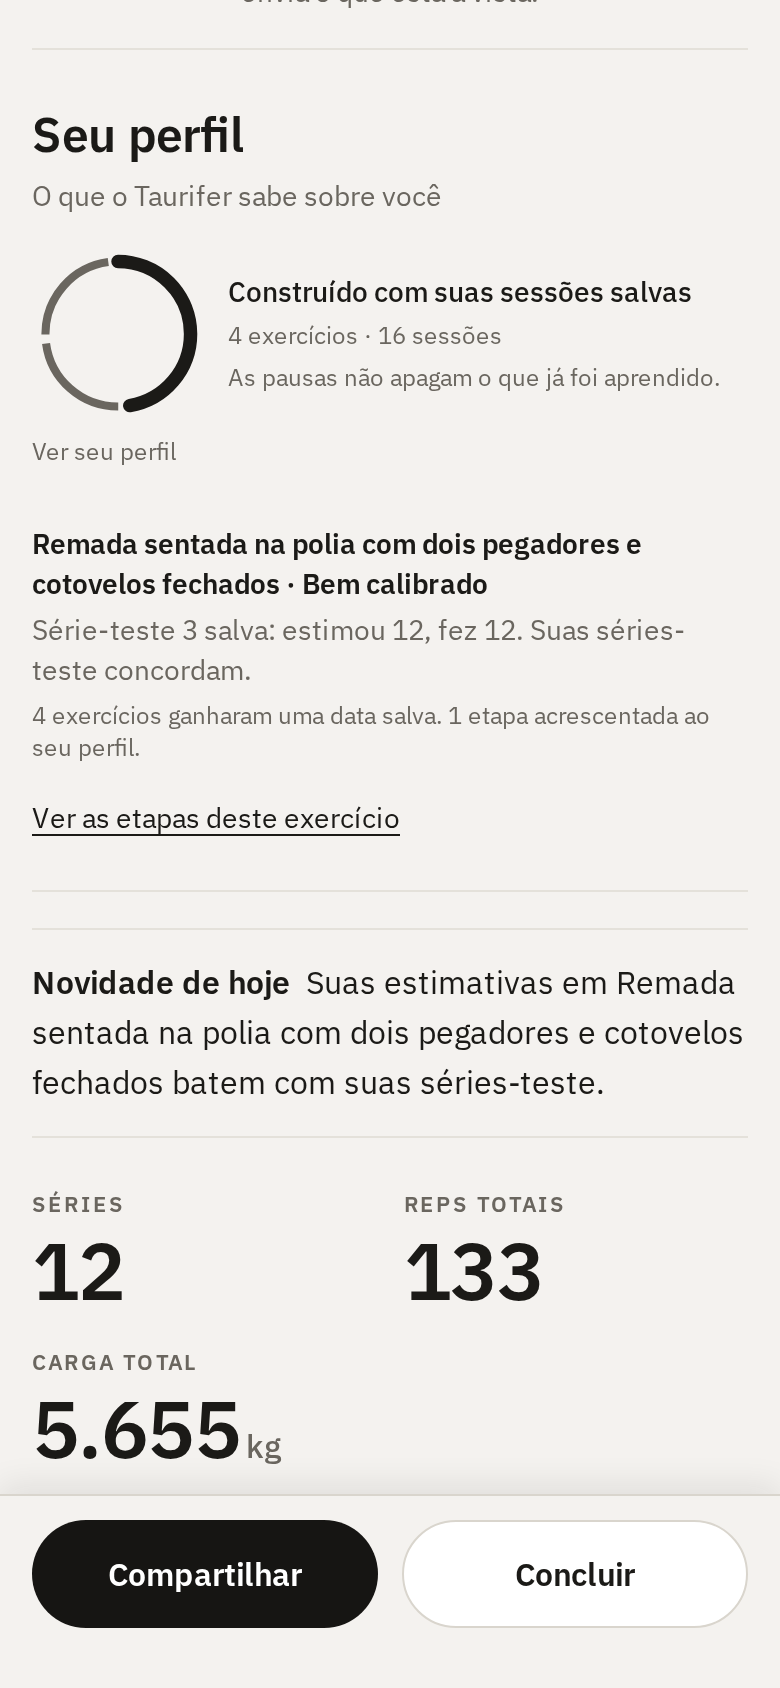 Seu perfil
O que o Taurifer sabe sobre você
Construído com suas sessões salvas
4 exercícios · 16 sessões
As pausas não apagam o que já foi aprendido.
Ver seu perfil
Remada sentada na polia com dois pegadores e
cotovelos fechados · Bem calibrado
Série-teste 3 salva: estimou 12, fez 12. Suas séries-
teste concordam.
4 exercícios ganharam uma data salva. 1 etapa acrescentada ao
seu perfil.
Ver as etapas deste exercício
Novidade de hoje Suas estimativas em Remada
sentada na polia com dois pegadores e cotovelos
fechados batem com suas séries-teste.
SÉRIES
12
REPS TOTAIS
133
CARGA TOTAL
5.655 kg
Compartilhar
Concluir